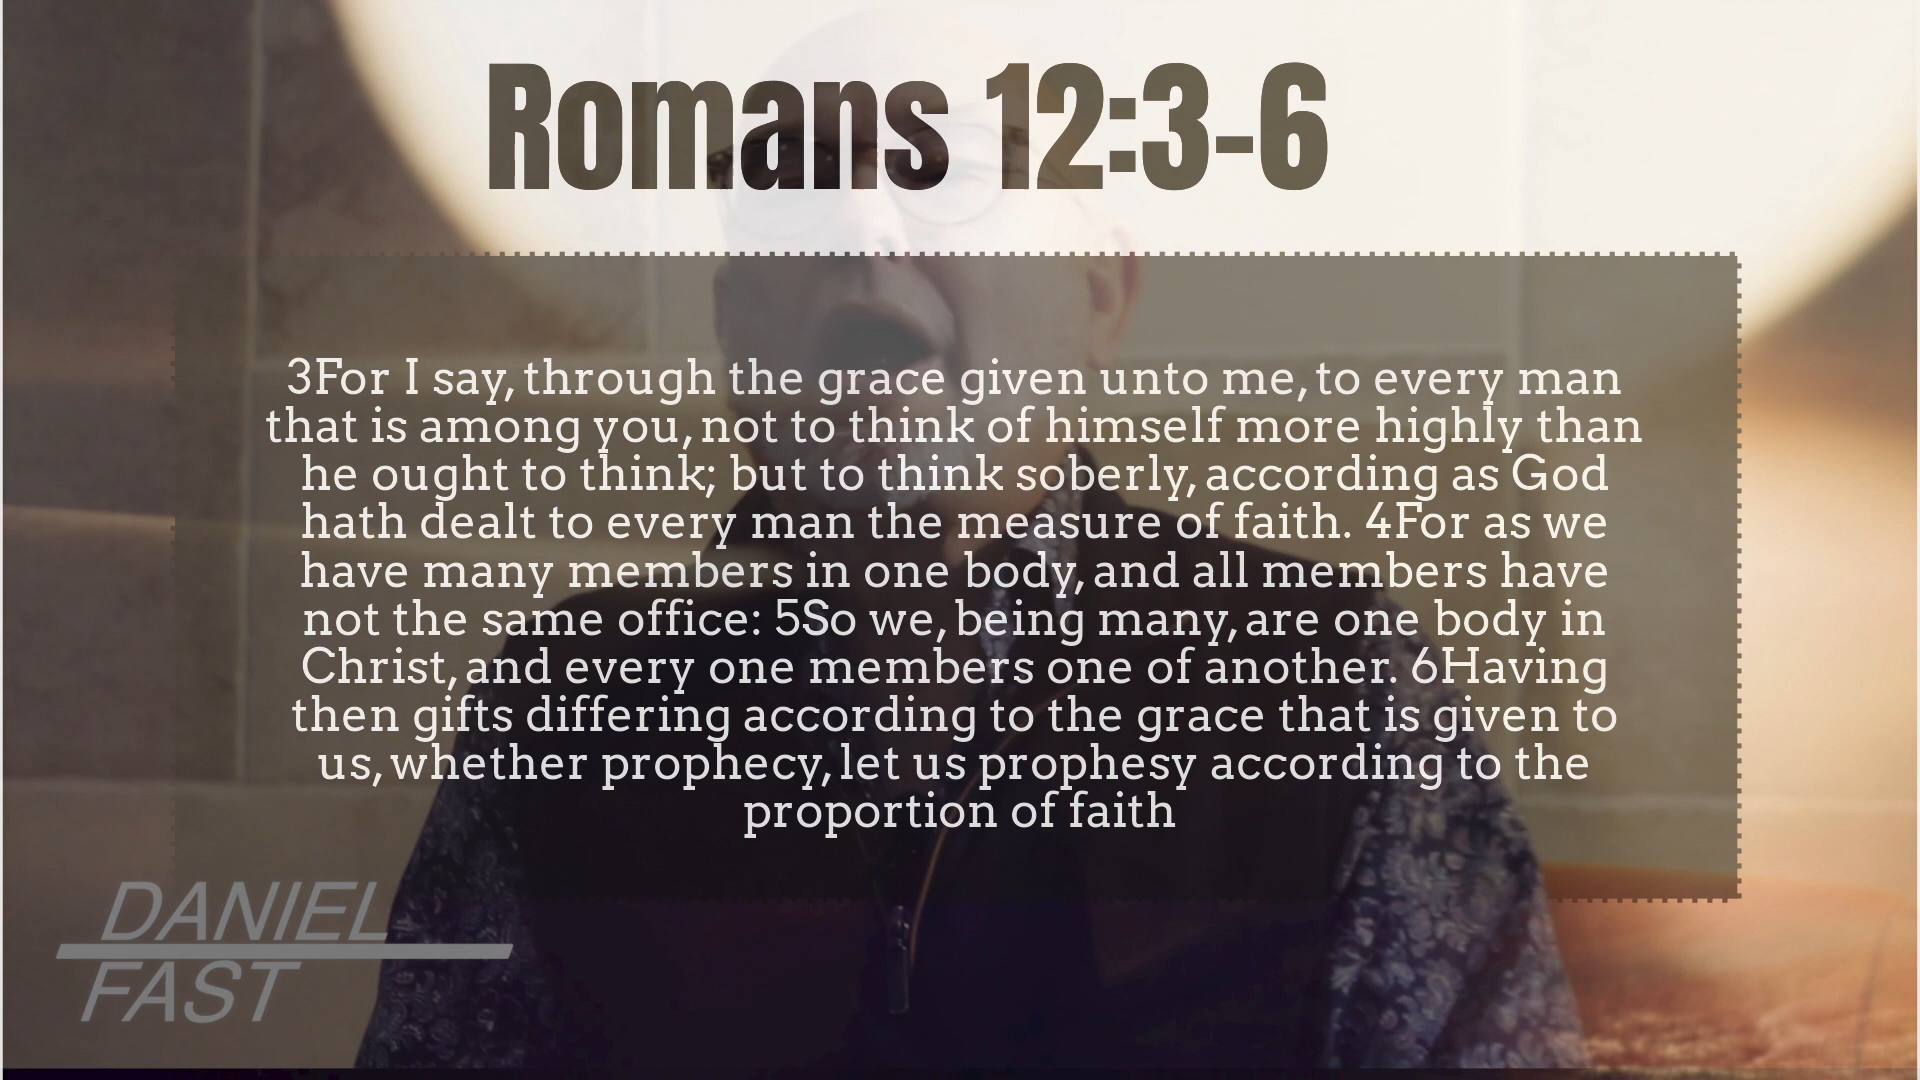 Romans 12:3-6
3For I say, through the grace given unto me, to every man
that is among you, not to think of himself more highly than
he ought to think; but to think soberly, according as God
hath dealt to every man the measure of faith. 4For as we
have many members in one body, and all members have
not the same office: 5So we, being many, are one body in
Christ, and every one members one of another. 6Having
then gifts differing according to the grace that is given to
us, whether prophecy, let us prophesy according to the
proportion of faith
DANIEL
FAST